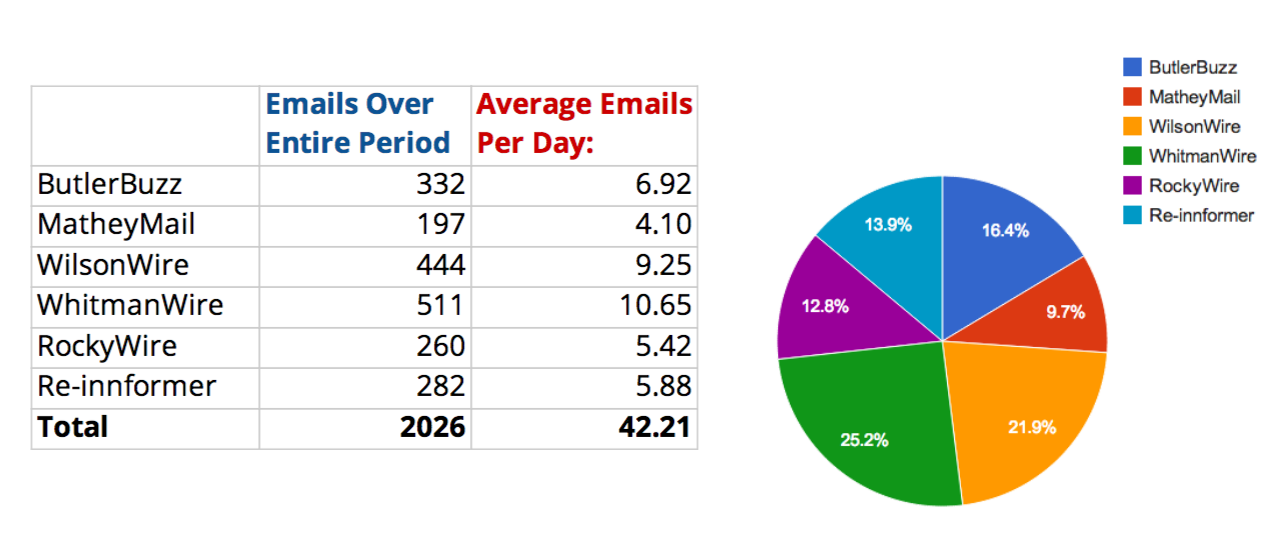 Emails Over Entire Period
Average Emails Per Day:
ButlerBuzz 332 6.92
MatheyMail 197 4.10
WilsonWire 444 9.25
WhitmanWire 511 10.65
RockyWire 260 5.42
Re-innformer 282 5.88
Total 2026 42.21
ButlerBuzz
MatheyMail
WilsonWire
WhitmanWire
RockyWire
Re-innformer
16.4%
9.7%
21.9%
25.2%
12.8%
13.9%